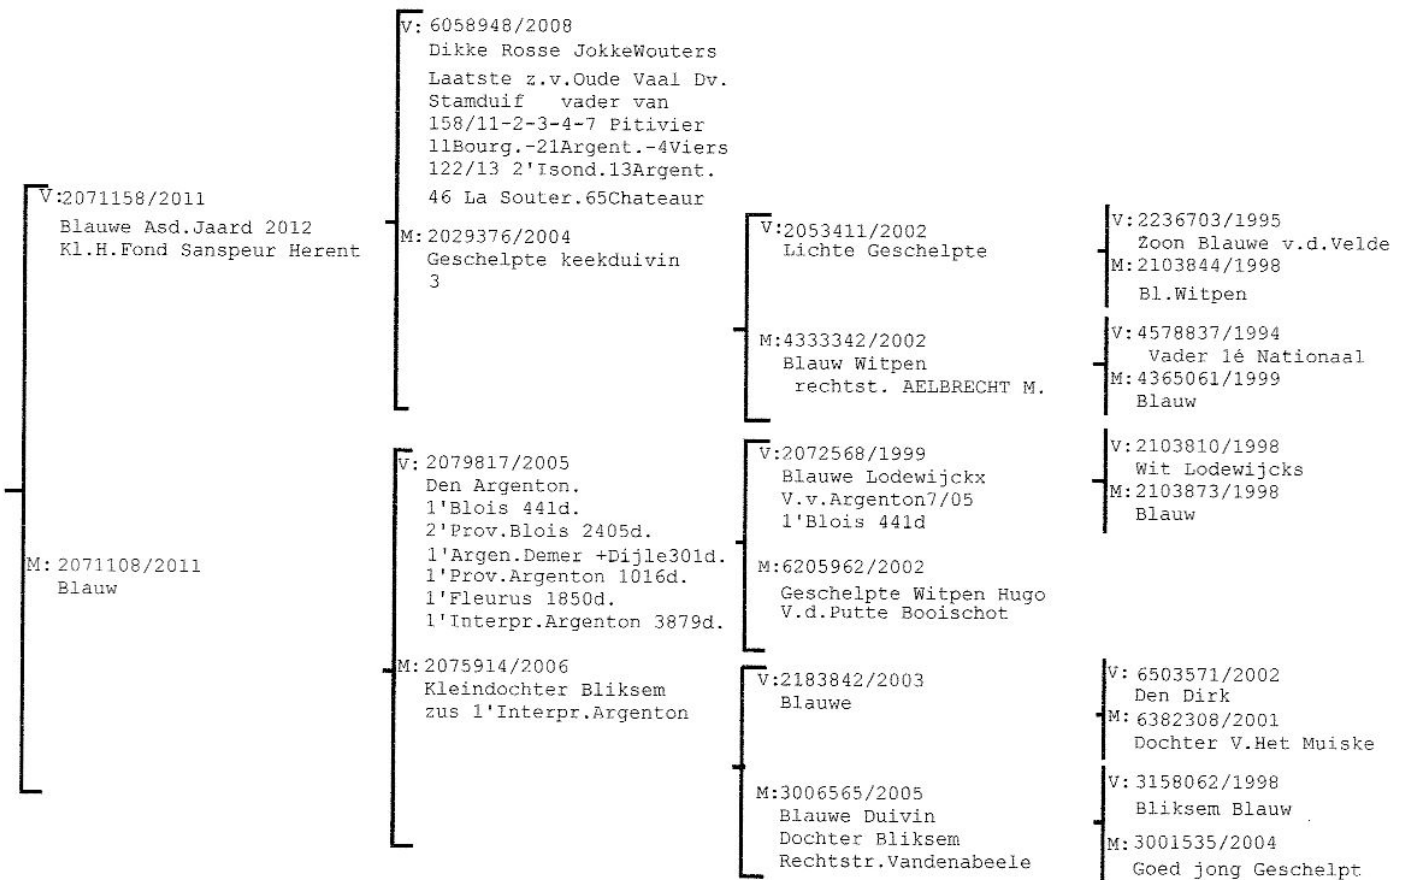 V:2071158/2011
Blauwe Asd.Jaard 2012
Kl.H.Fond Sanspeur Herent
M:2071108/2011
Blauw
V: 6058948/2008
Dikke Rosse JokkeWouters
Laatste z.v.Oude Vaal Dv.
Stamduif vader van
158/11-2-3-4-7 Pitivier
11Bourg.-21Argent.-4Viers
122/13 2'Isond.13Argent.
46 La Souter.65Chateaur
M:2029376/2004
Geschelpte keekduivin
3
V: 2079817/2005
Den Argenton.
1'Blois 441d.
2'Prov.Blois 2405d.
1'Argen.Demer +Dijle301d.
1'Prov.Argenton 1016d.
1'Fleurus 1850d.
1'Interpr.Argenton 3879d.
M:2075914/2006
Kleindochter Bliksem
zus 1'Interpr.Argenton
V:2053411/2002
Lichte Geschelpte
M:4333342/2002
Blauw Witpen
rechtst. AELBRECHT M.
V:2072568/1999
Blauwe Lodewijckx
V.v.Argenton7/05
1'Blois 441d
M:6205962/2002
Geschelpte Witpen Hugo
V.d.Putte Booischot
V:2183842/2003
Blauwe
M:3006565/2005
Blauwe Duivin
Dochter Bliksem
Rechtstr.Vandenabeele
V:2236703/1995
Zoon Blauwe v.d.Velde
M:2103844/1998
Bl.Witpen
V:4578837/1994
Vader 1é Nationaal
M:4365061/1999
Blauw
V:2103810/1998
Wit Lodewijcks
M:2103873/1998
Blauw
V: 6503571/2002
Den Dirk
M: 6382308/2001
Dochter V.Het Muiske
V:3158062/1998
Bliksem Blauw
M:3001535/2004
Goed jong Geschelpt